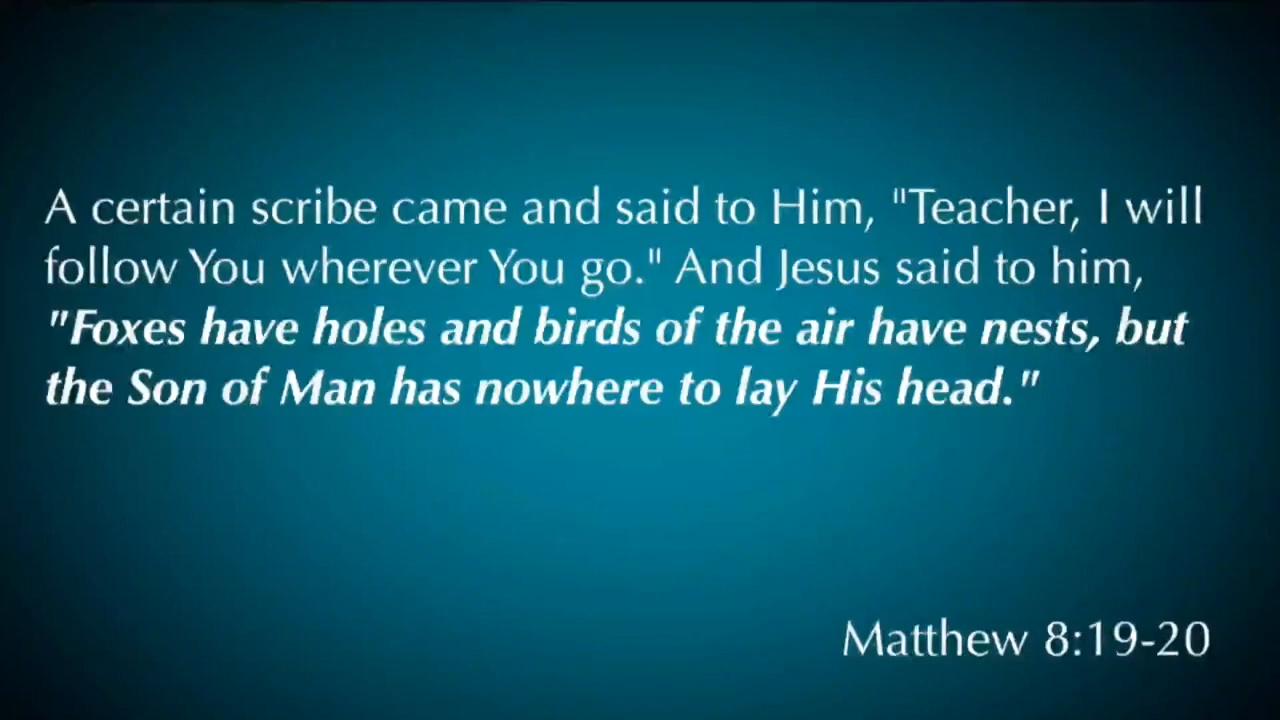 A certain scribe came and said to Him, "Teacher, I will
follow You wherever You go." And Jesus said to him,
"Foxes have holes and birds of the air have nests, but
the Son of Man has nowhere to lay His head."
Matthew 8:19-20